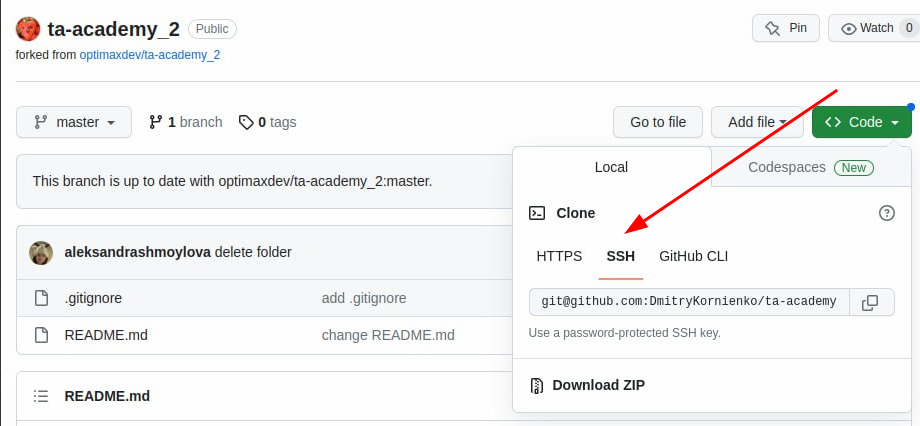 ta-academy_2 Public Pin Watch 0
forked from optimaxdev/ta-academy_2
master 1 branch 0 tags Go to file Add file <> Code
This branch is up to date with optimaxdev/ta-academy_2:master.
aleksandrashmoylova delete folder
.gitignore add .gitignore
README.md change README.md
README.md
Local Codespaces New
Clone
HTTPS SSH GitHub CLI
git@github.com:DmitryKornienko/ta-academy
Use a password-protected SSH key.
Download ZIP